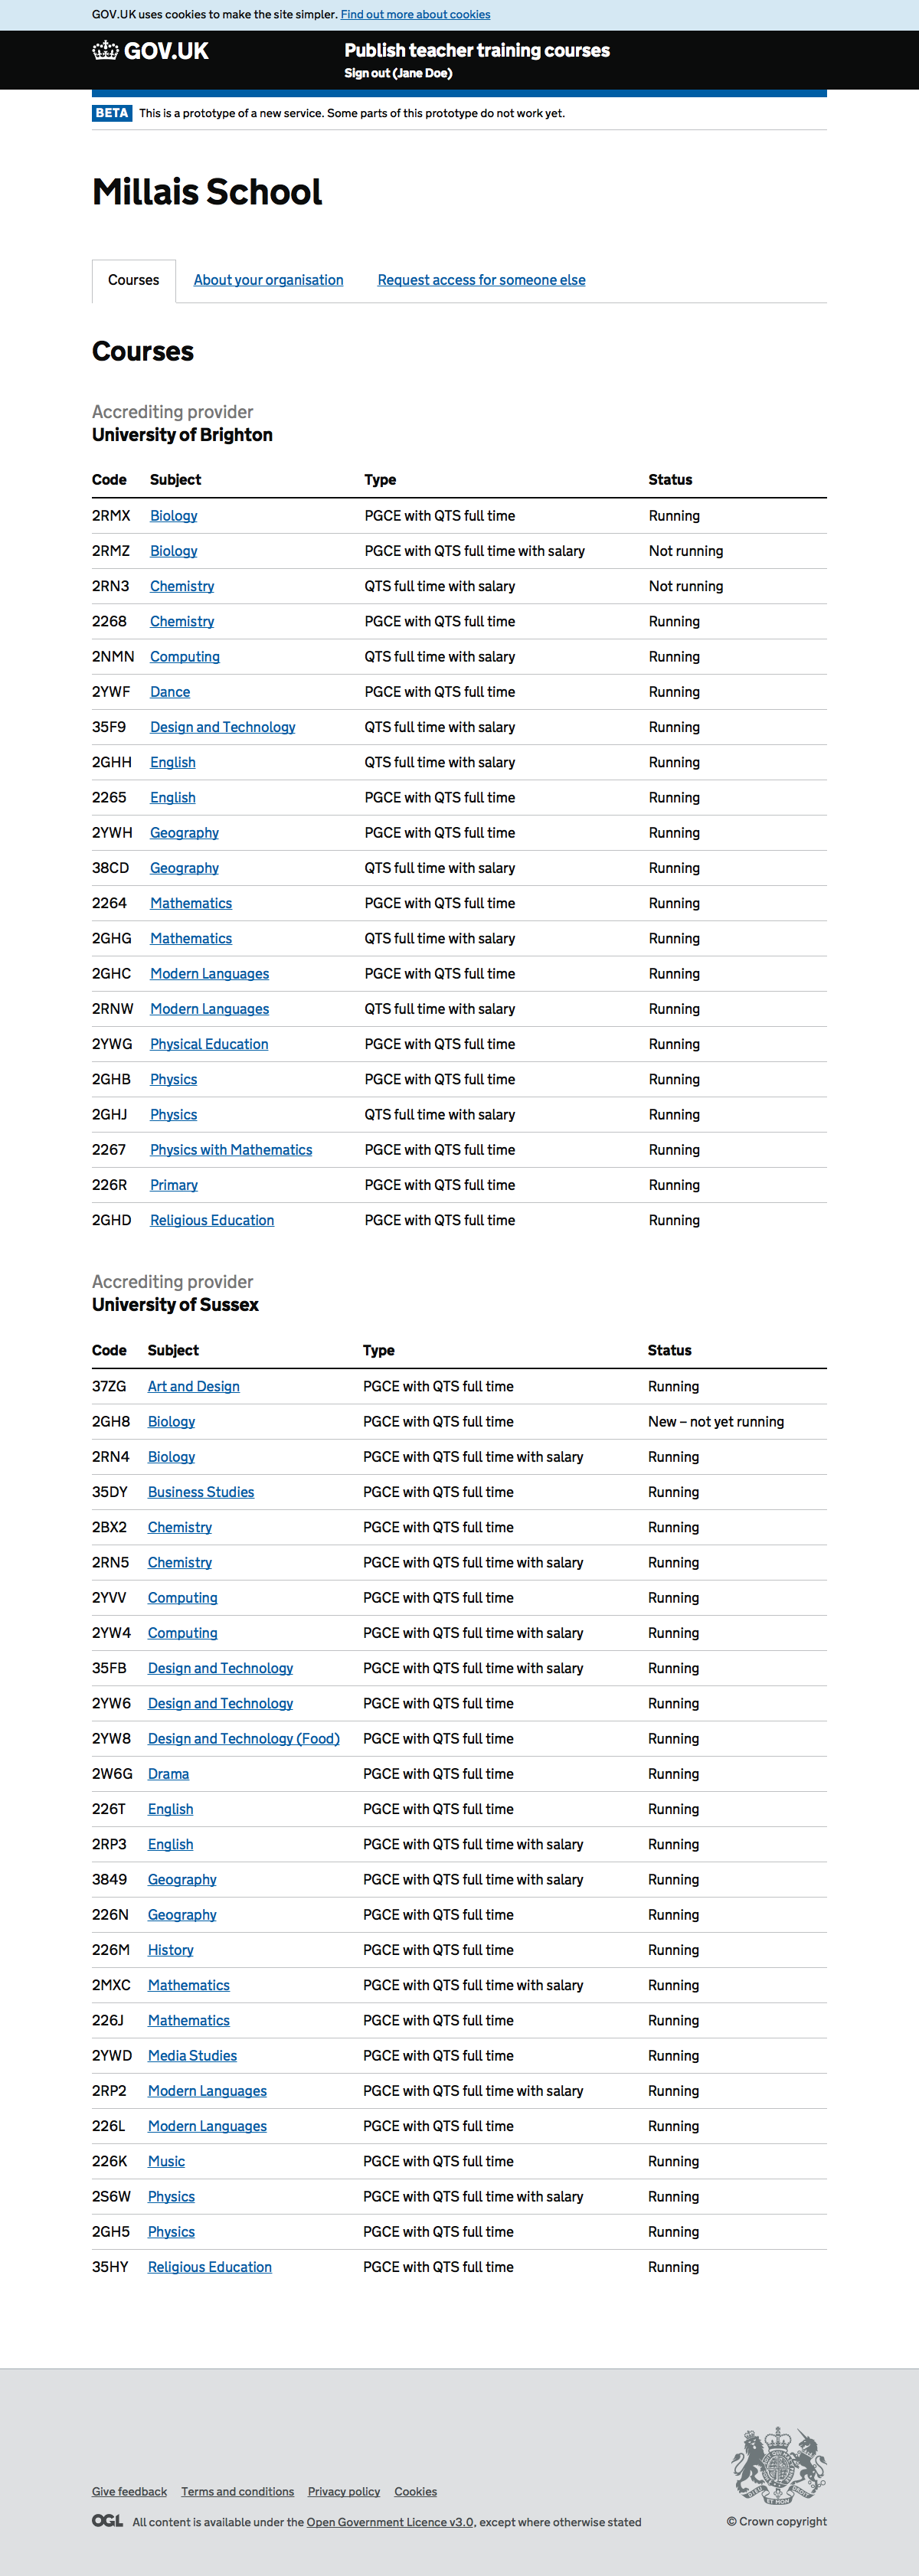 GOV.UK uses cookies to make the site simpler. Find out more about cookies
GOV.UK
Publish teacher training courses
Sign out (Jane Doe)
BETA This is a prototype of a new service. Some parts of this prototype do not work yet.
Millais School
Courses About your organisation Request access for someone else
Courses
Accrediting provider
University of Brighton
Code Subject Type Status
2RMX Biology PGCE with QTS full time Running
2RMZ Biology PGCE with QTS full time with salary Not running
2RN3 Chemistry QTS full time with salary Not running
2268 Chemistry PGCE with QTS full time Running
2NMN Computing QTS full time with salary Running
2YWF Dance PGCE with QTS full time Running
35F9 Design and Technology QTS full time with salary Running
2GHH English QTS full time with salary Running
2265 English PGCE with QTS full time Running
2YWH Geography PGCE with QTS full time Running
38CD Geography QTS full time with salary Running
2264 Mathematics PGCE with QTS full time Running
2GHG Mathematics QTS full time with salary Running
2GHC Modern Languages PGCE with QTS full time Running
2RNW Modern Languages QTS full time with salary Running
2YWG Physical Education PGCE with QTS full time Running
2GHB Physics PGCE with QTS full time Running
2GHJ Physics QTS full time with salary Running
2267 Physics with Mathematics PGCE with QTS full time Running
226R Primary PGCE with QTS full time Running
2GHD Religious Education PGCE with QTS full time Running
Accrediting provider
University of Sussex
Code Subject Type Status
37ZG Art and Design PGCE with QTS full time Running
2GH8 Biology PGCE with QTS full time New – not yet running
2RN4 Biology PGCE with QTS full time with salary Running
35DY Business Studies PGCE with QTS full time Running
2BX2 Chemistry PGCE with QTS full time Running
2RN5 Chemistry PGCE with QTS full time with salary Running
2YVV Computing PGCE with QTS full time Running
2YW4 Computing PGCE with QTS full time with salary Running
35FB Design and Technology PGCE with QTS full time with salary Running
2YW6 Design and Technology PGCE with QTS full time Running
2YW8 Design and Technology (Food) PGCE with QTS full time Running
2W6G Drama PGCE with QTS full time Running
226T English PGCE with QTS full time Running
2RP3 English PGCE with QTS full time with salary Running
3849 Geography PGCE with QTS full time with salary Running
226N Geography PGCE with QTS full time Running
226M History PGCE with QTS full time Running
2MXC Mathematics PGCE with QTS full time with salary Running
226J Mathematics PGCE with QTS full time Running
2YWD Media Studies PGCE with QTS full time Running
2RP2 Modern Languages PGCE with QTS full time with salary Running
226L Modern Languages PGCE with QTS full time Running
226K Music PGCE with QTS full time Running
2S6W Physics PGCE with QTS full time with salary Running
2GH5 Physics PGCE with QTS full time Running
35HY Religious Education PGCE with QTS full time Running
Give feedback Terms and conditions Privacy policy Cookies
OGL All content is available under the Open Government Licence v3.0, except where otherwise stated
© Crown copyright